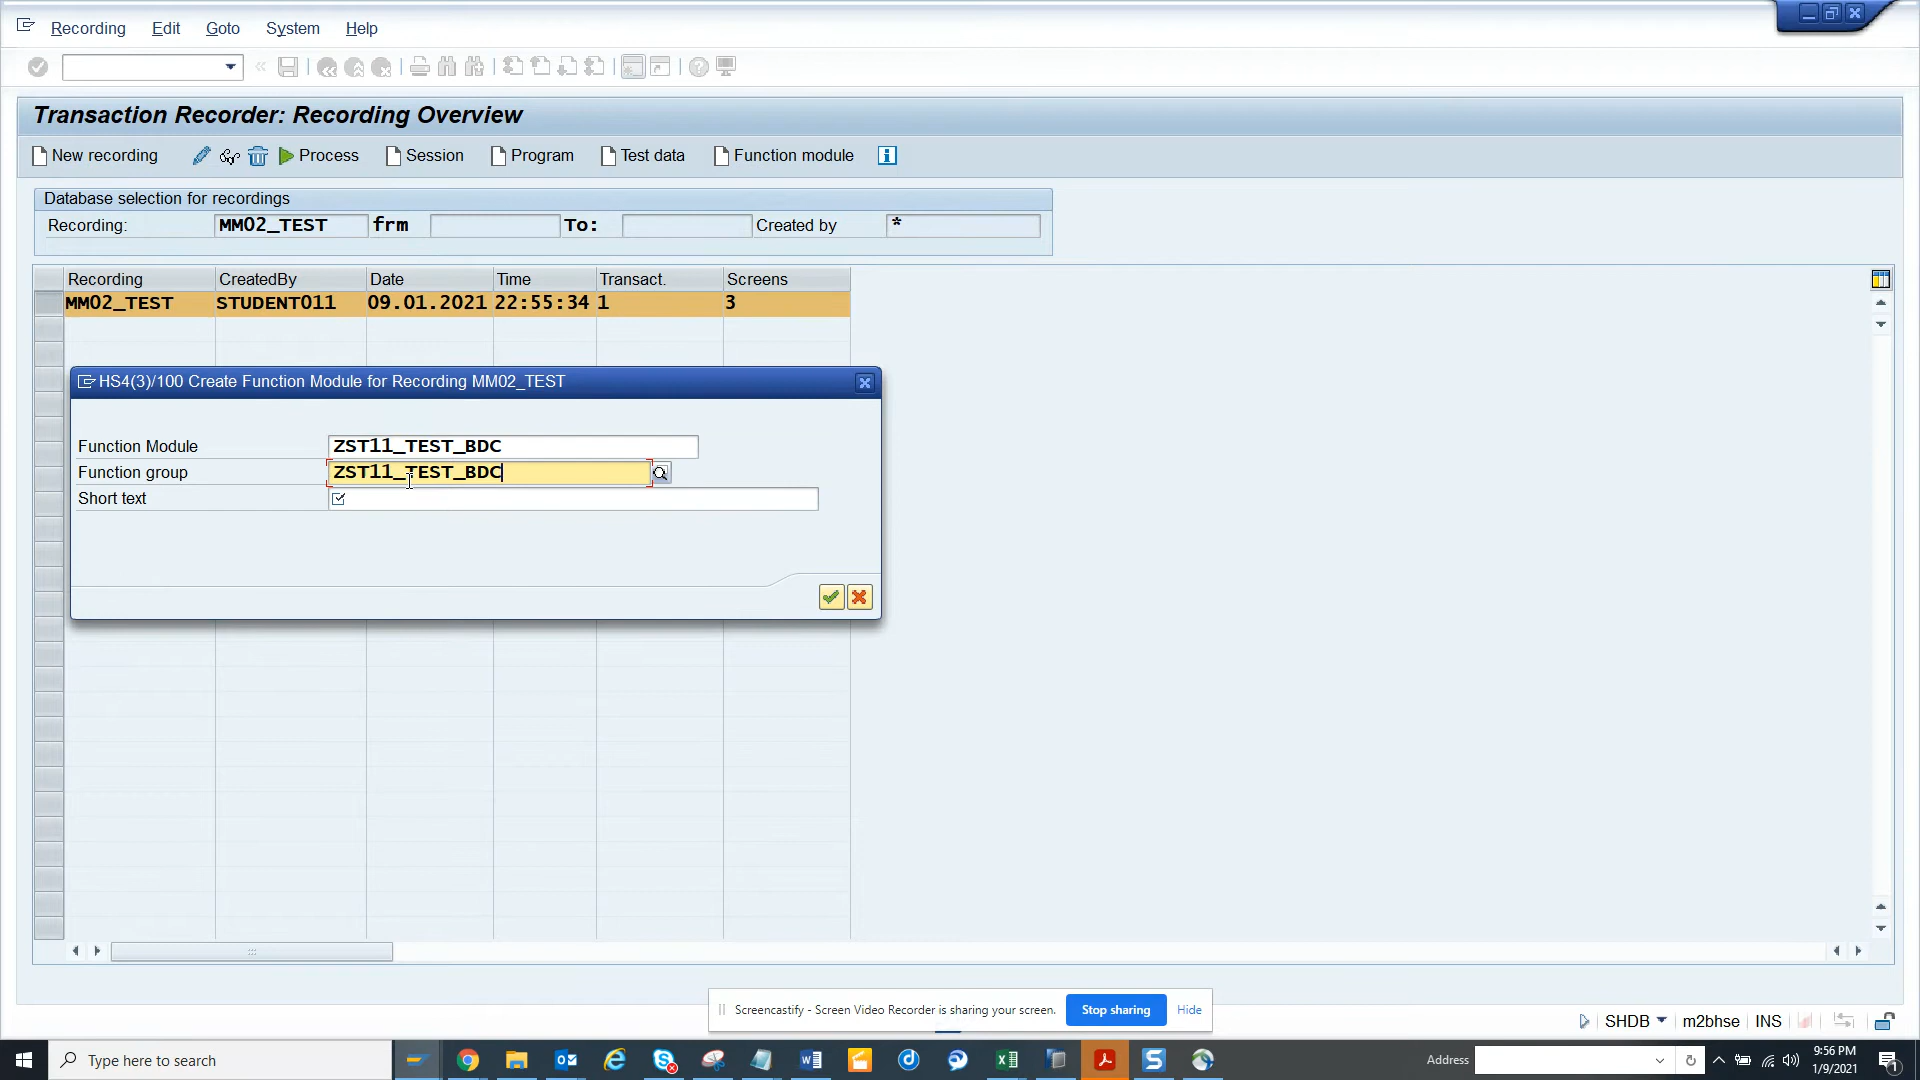 Recording Edit Goto System Help
Transaction Recorder: Recording Overview
New recording Process Session Program Test data Function module
Database selection for recordings
Recording: MM02_TEST frm To: Created by *
Recording CreatedBy Date Time Transact. Screens
MM02_TEST STUDENT011 09.01.2021 22:55:34 1 3
HS4(3)/100 Create Function Module for Recording MM02_TEST
Function Module ZST11_TEST_BDC
Function group ZST11_TEST_BDC
Short text
Screencastify - Screen Video Recorder is sharing your screen. Stop sharing Hide
SHDB m2bhse INS
Type here to search Address 9:56 PM
1/9/2021